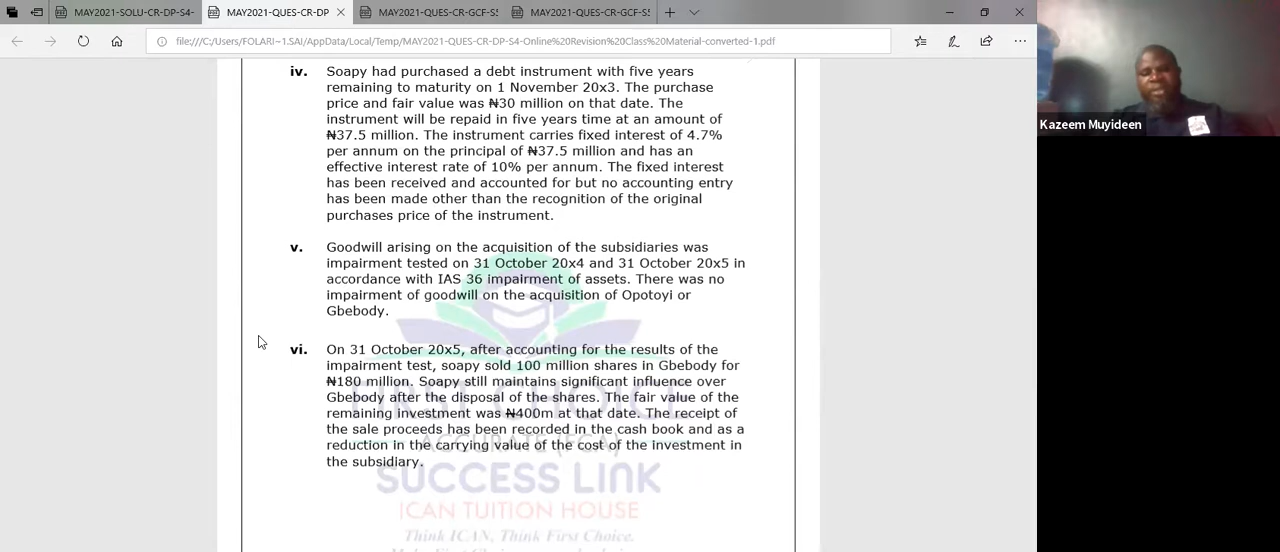 MAY2021-SOLU-CR-DP-S4-
MAY2021-QUES-CR-DP
MAY2021-QUES-CR-GCF-S5
MAY2021-QUES-CR-GCF-S5
file:///C:/Users/FOLARI~1.SAI/AppData/Local/Temp/MAY2021-QUES-CR-DP-S4-Online%20Revision%20Class%20Material-converted-1.pdf
Kazeem Muyideen
iv. Soapy had purchased a debt instrument with five years
remaining to maturity on 1 November 20x3. The purchase
price and fair value was ₦30 million on that date. The
instrument will be repaid in five years time at an amount of
₦37.5 million. The instrument carries fixed interest of 4.7%
per annum on the principal of ₦37.5 million and has an
effective interest rate of 10% per annum. The fixed interest
has been received and accounted for but no accounting entry
has been made other than the recognition of the original
purchases price of the instrument.
v. Goodwill arising on the acquisition of the subsidiaries was
impairment tested on 31 October 20x4 and 31 October 20x5 in
accordance with IAS 36 impairment of assets. There was no
impairment of goodwill on the acquisition of Opotoyi or
Gbebody.
vi. On 31 October 20x5, after accounting for the results of the
impairment test, soapy sold 100 million shares in Gbebody for
₦180 million. Soapy still maintains significant influence over
Gbebody after the disposal of the shares. The fair value of the
remaining investment was ₦400m at that date. The receipt of
the sale proceeds has been recorded in the cash book and as a
reduction in the carrying value of the cost of the investment in
the subsidiary.
FIRST CHOICE
ACCURATE (FCA)
SUCCESS LINK
ICAN TUITION HOUSE
Think ICAN, Think First Choice.